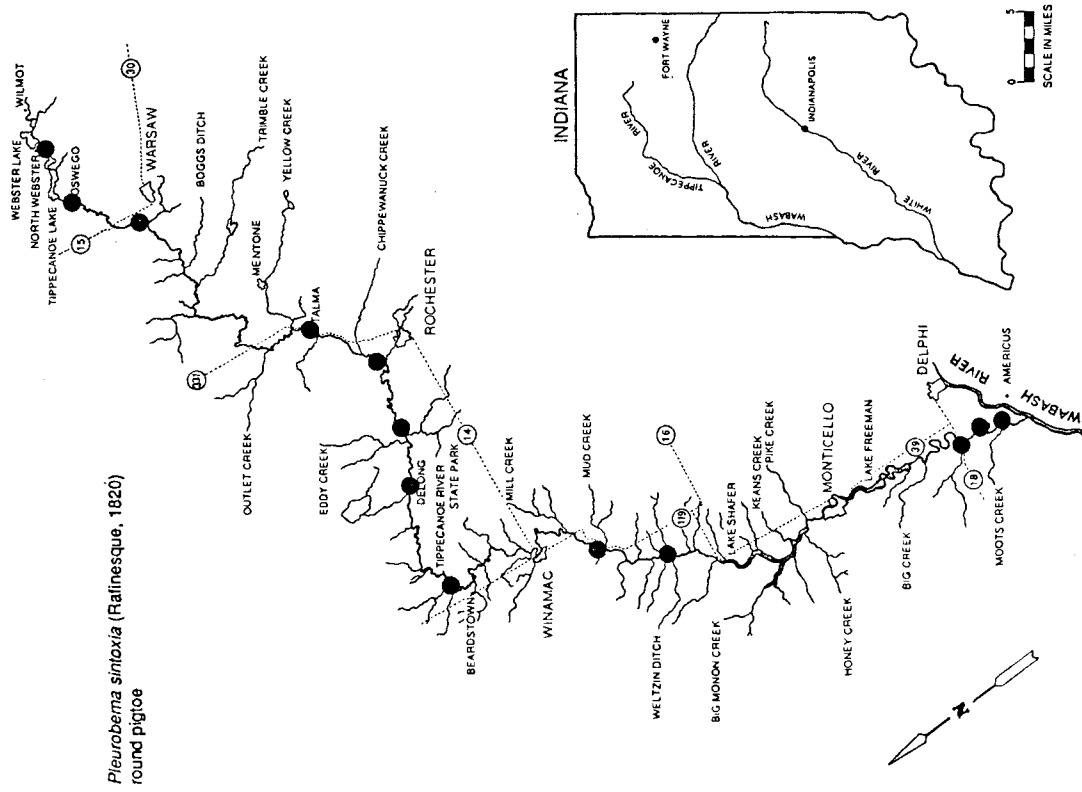 Pleurobema sintoxia (Rafinesque, 1820)
round pigtoe
WEBSTER LAKE
WILMOT
NORTH WEBSTER
TIPPECANOE LAKE
OSWEGO
15
30
WARSAW
BOGGS DITCH
TRIMBLE CREEK
YELLOW CREEK
MENTONE
331
TALMA
OUTLET CREEK
CHIPPEWANUCK CREEK
ROCHESTER
EDDY CREEK
DELONG
14
TIPPECANOE RIVER
STATE PARK
MILL CREEK
BEARDSTOWN
WINAMAC
MUD CREEK
16
119
WELTZIN DITCH
LAKE SHAFER
KEANS CREEK
PIKE CREEK
BIG MONON CREEK
MONTICELLO
LAKE FREEMAN
HONEY CREEK
39
DELPHI
BIG CREEK
18
MOOTS CREEK
AMERICUS
WABASH RIVER
N
INDIANA
FORT WAYNE
TIPPECANOE RIVER
WABASH RIVER
INDIANAPOLIS
WHITE RIVER
0 5
SCALE IN MILES